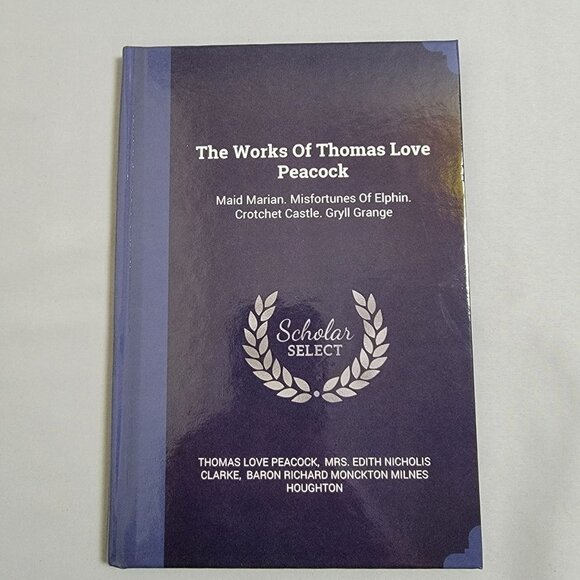 The Works Of Thomas Love
Peacock
Maid Marian. Misfortunes Of Elphin.
Crotchet Castle. Gryll Grange
Scholar
SELECT
THOMAS LOVE PEACOCK, MRS. EDITH NICHOLIS
CLARKE, BARON RICHARD MONCKTON MILNES
HOUGHTON